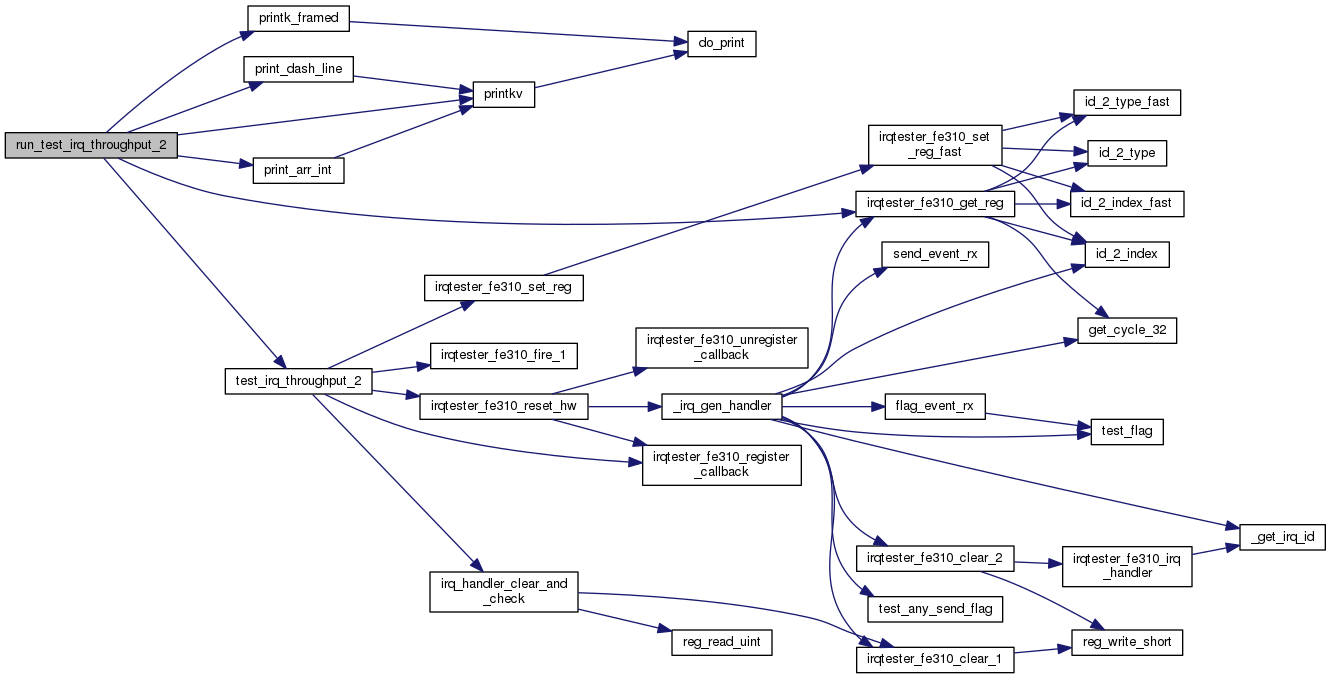 printk_framed
do_print
print_dash_line
printkv
run_test_irq_throughput_2
print_arr_int
id_2_type_fast
irqtester_fe310_set
_reg_fast
id_2_type
irqtester_fe310_get_reg
id_2_index_fast
send_event_rx
id_2_index
irqtester_fe310_set_reg
get_cycle_32
irqtester_fe310_unregister
_callback
irqtester_fe310_fire_1
test_irq_throughput_2
irqtester_fe310_reset_hw
_irq_gen_handler
flag_event_rx
test_flag
irqtester_fe310_register
_callback
_get_irq_id
irqtester_fe310_clear_2
irqtester_fe310_irq
_handler
irq_handler_clear_and
_check
test_any_send_flag
reg_read_uint
reg_write_short
irqtester_fe310_clear_1